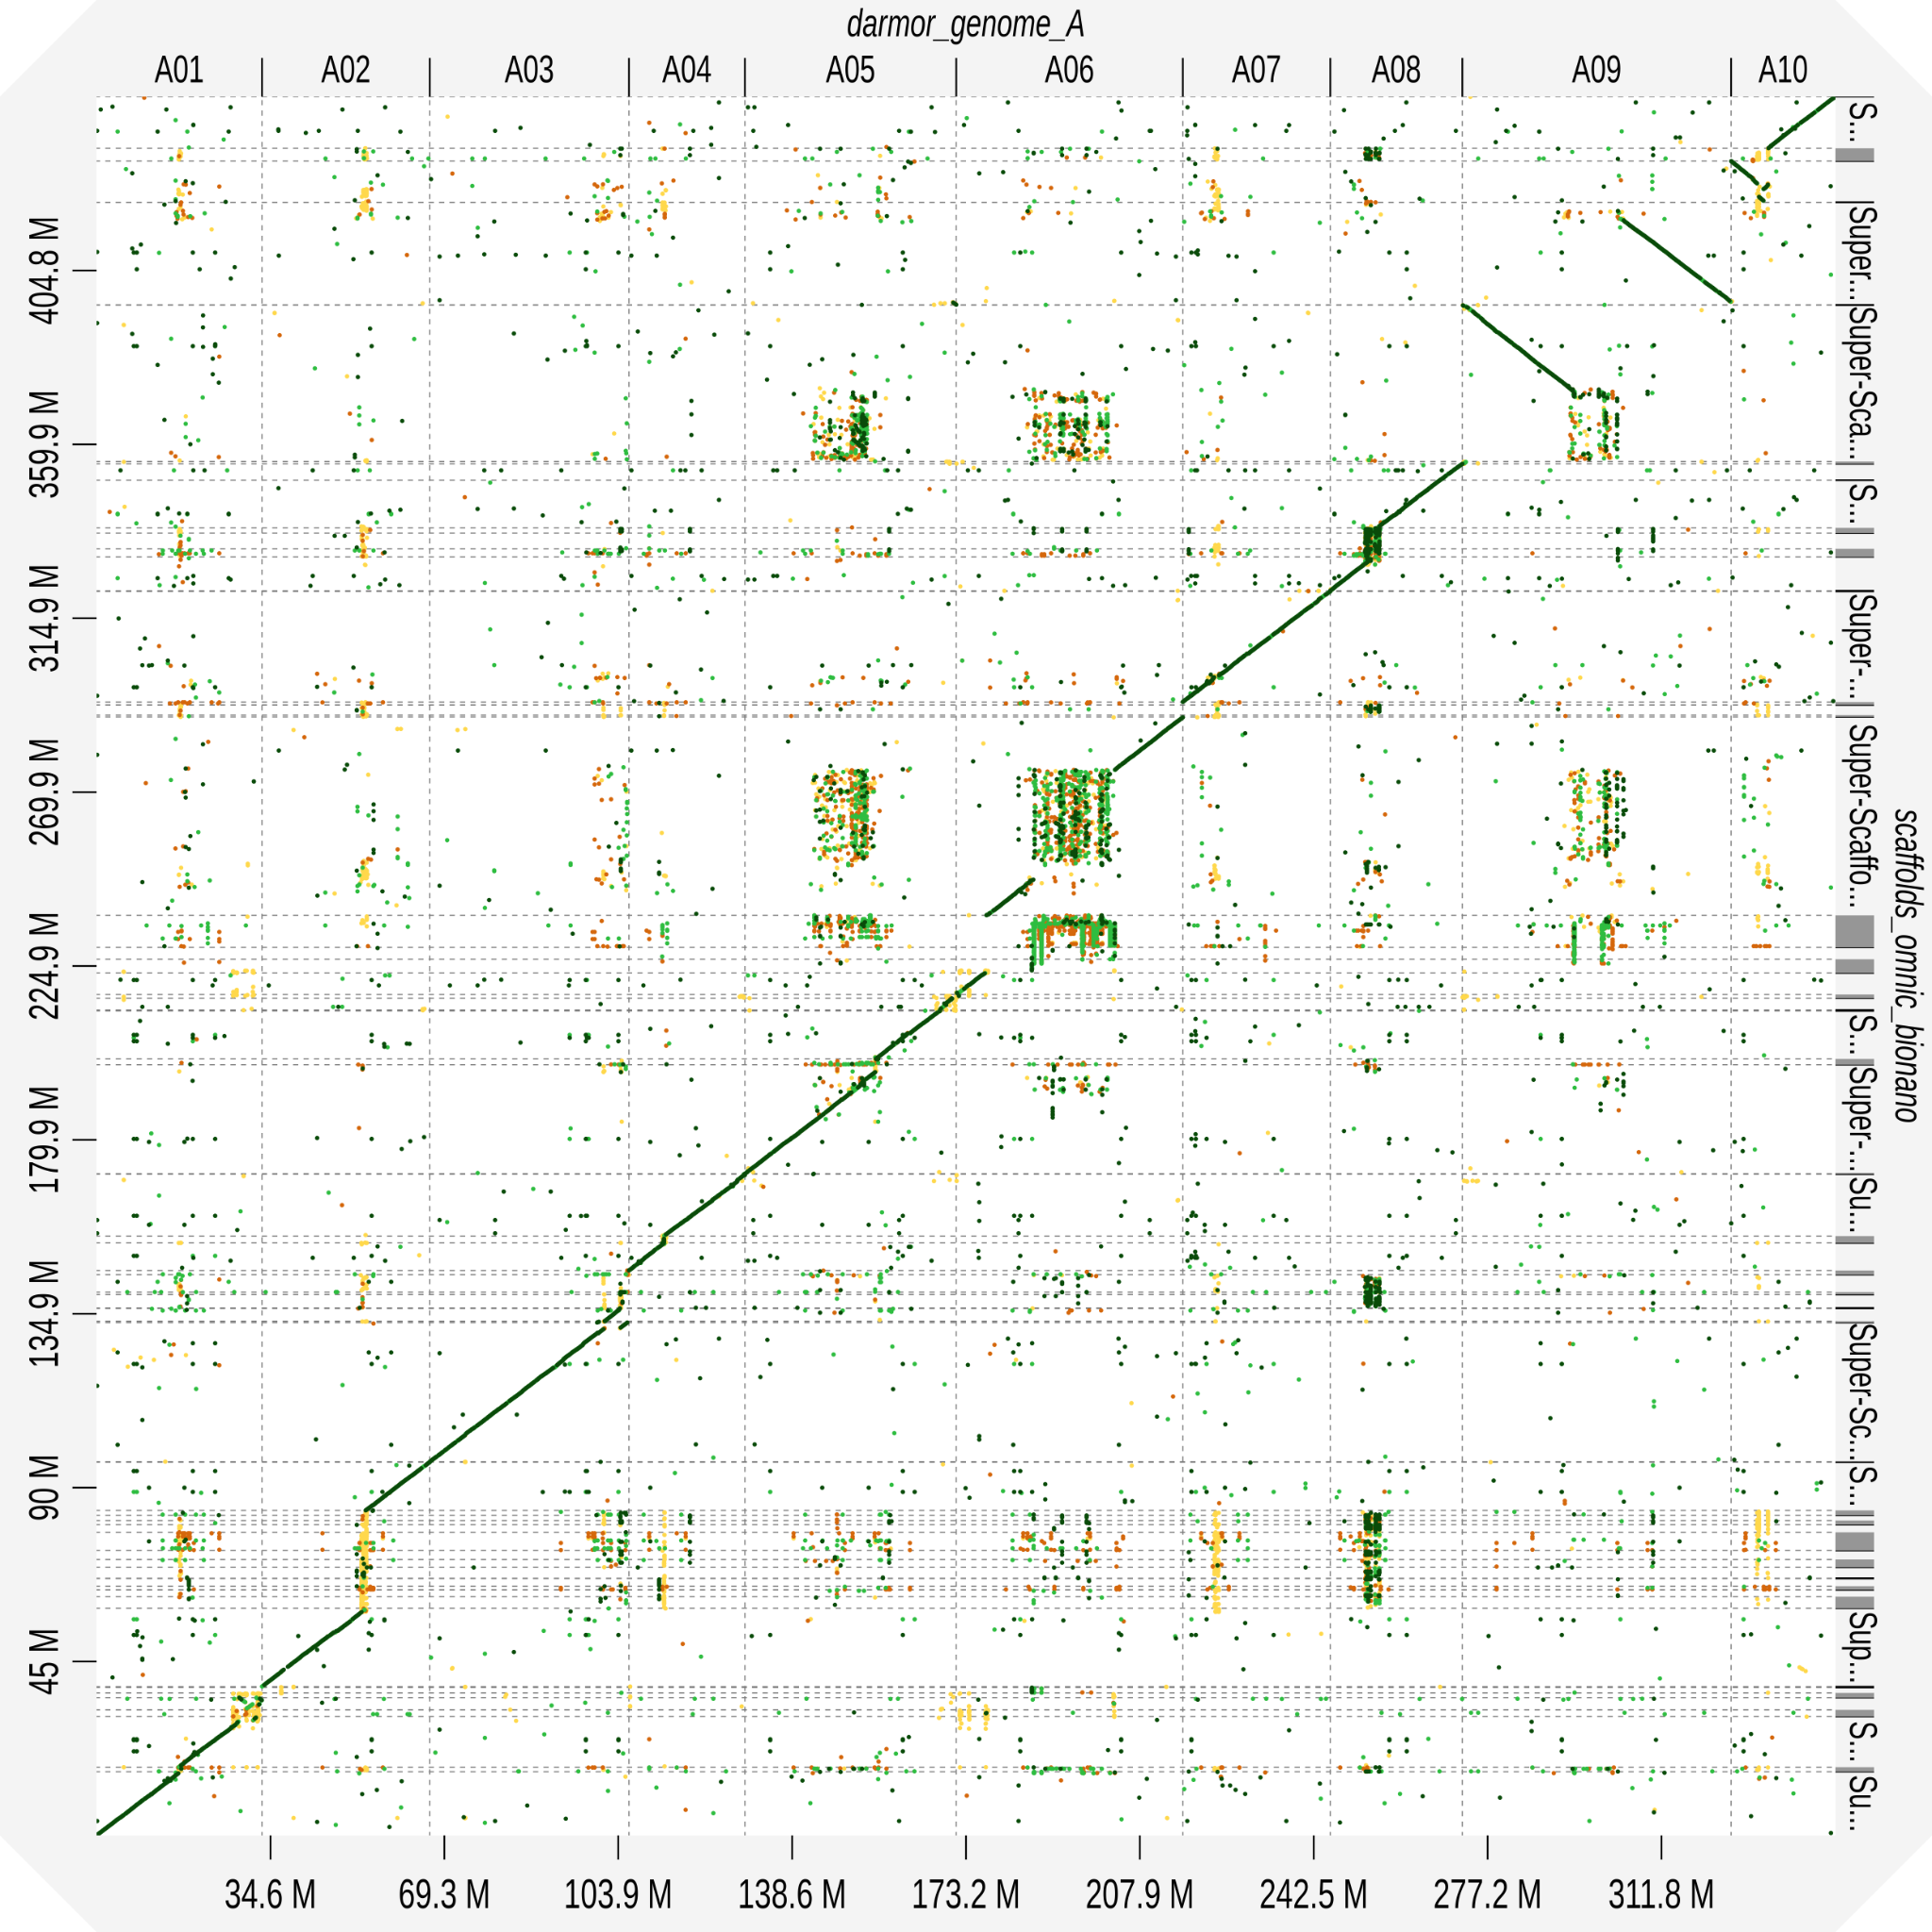 darmor_genome_A
A01 A02 A03 A04 A05 A06 A07 A08 A09 A10
404.8 M
359.9 M
314.9 M
269.9 M
224.9 M
179.9 M
134.9 M
90 M
45 M
S...
Super...
Super-Sca...
S...
Super-...
Super-Scaffo...
S...
Super-...
Su...
Super-Sc...
S...
Sup...
S...
Su...
scaffolds_omnic_bionano
34.6 M 69.3 M 103.9 M 138.6 M 173.2 M 207.9 M 242.5 M 277.2 M 311.8 M